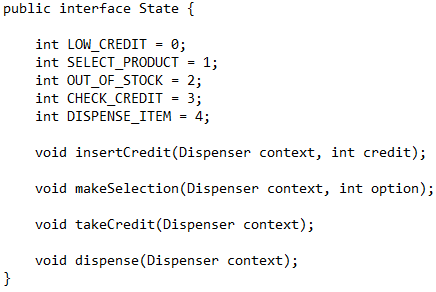 public interface State {
int LOW_CREDIT = 0;
int SELECT_PRODUCT = 1;
int OUT_OF_STOCK = 2;
int CHECK_CREDIT = 3;
int DISPENSE_ITEM = 4;
void insertCredit(Dispenser context, int credit);
void makeSelection(Dispenser context, int option);
void takeCredit(Dispenser context);
void dispense(Dispenser context);
}